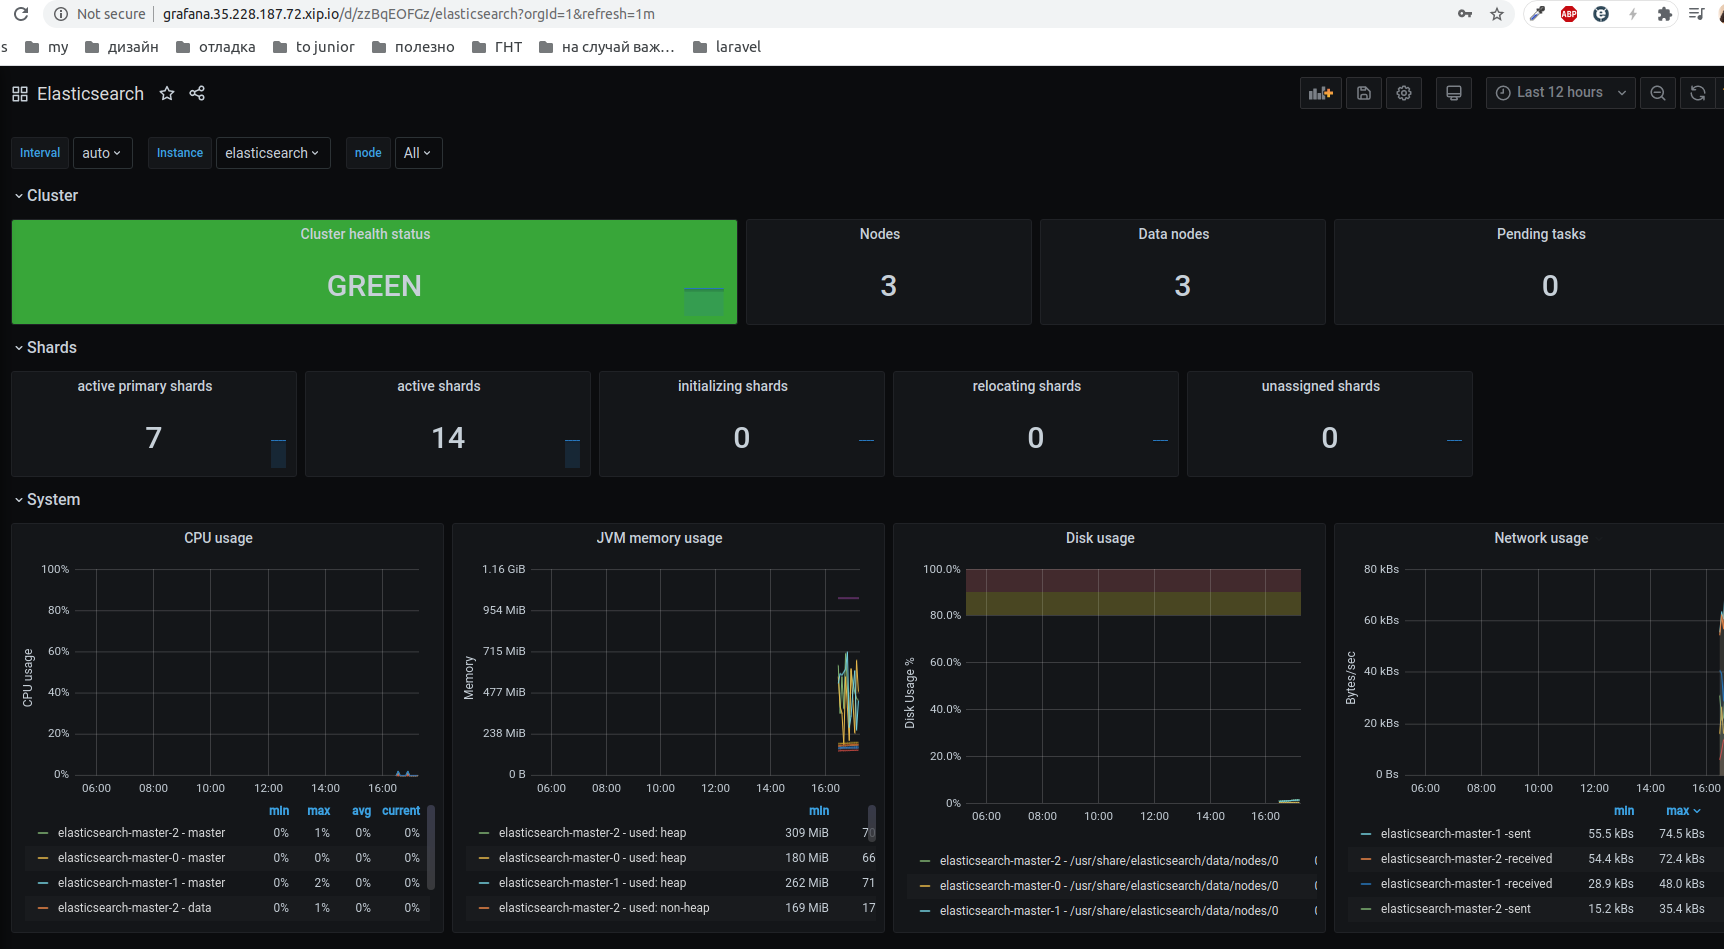 Not secure grafana.35.228.187.72.xip.io/d/zzBqEOFGz/elasticsearch?orgId=1&refresh=1m ABP
s my дизайн отладка to junior полезно ГНТ на случай важ... laravel
Elasticsearch Last 12 hours
Interval auto Instance elasticsearch node All
Cluster
Cluster health status Nodes Data nodes Pending tasks
GREEN 3 3 0
Shards
active primary shards active shards initializing shards relocating shards unassigned shards
7 14 0 0 0
System
CPU usage
CPU usage
100%
80%
60%
40%
20%
0%
06:00 08:00 10:00 12:00 14:00 16:00
min max avg current
elasticsearch-master-2 - master 0% 1% 0% 0%
elasticsearch-master-0 - master 0% 0% 0% 0%
elasticsearch-master-1 - master 0% 2% 0% 0%
elasticsearch-master-2 - data 0% 1% 0% 0%
JVM memory usage
Memory
1.16 GiB
954 MiB
715 MiB
477 MiB
238 MiB
0 B
06:00 08:00 10:00 12:00 14:00 16:00
min
elasticsearch-master-2 - used: heap 309 MiB 70
elasticsearch-master-0 - used: heap 180 MiB 66
elasticsearch-master-1 - used: heap 262 MiB 71
elasticsearch-master-2 - used: non-heap 169 MiB 17
Disk usage
Disk Usage %
100.0%
80.0%
60.0%
40.0%
20.0%
0%
06:00 08:00 10:00 12:00 14:00 16:00
elasticsearch-master-2 - /usr/share/elasticsearch/data/nodes/0
elasticsearch-master-0 - /usr/share/elasticsearch/data/nodes/0
elasticsearch-master-1 - /usr/share/elasticsearch/data/nodes/0
Network usage
Bytes/sec
80 kBs
60 kBs
40 kBs
20 kBs
0 Bs
06:00 08:00 10:00 12:00 14:00 16:00
min max
elasticsearch-master-1 -sent 55.5 kBs 74.5 kBs
elasticsearch-master-2 -received 54.4 kBs 72.4 kBs
elasticsearch-master-1 -received 28.9 kBs 48.0 kBs
elasticsearch-master-2 -sent 15.2 kBs 35.4 kBs